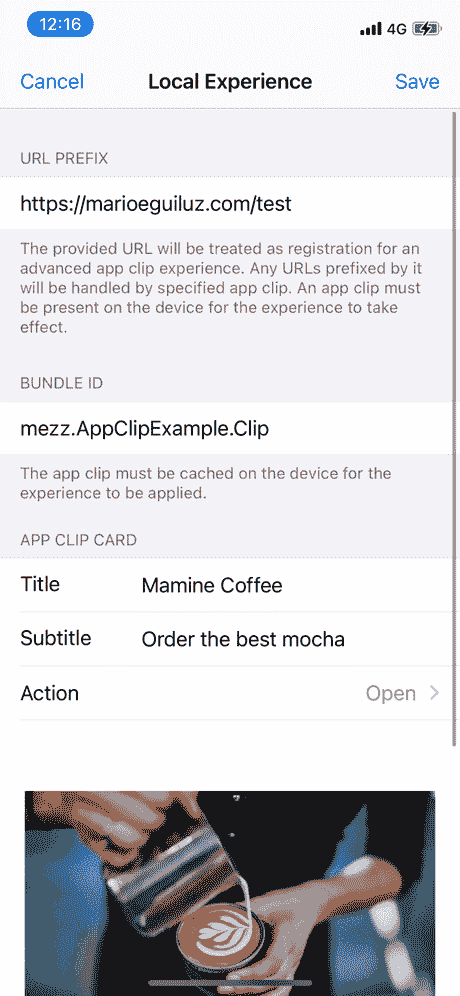 12:16
4G
Cancel
Local Experience
Save
URL PREFIX
https://marioeguiluz.com/test
The provided URL will be treated as registration for an
advanced app clip experience. Any URLs prefixed by it
will be handled by specified app clip. An app clip must
be present on the device for the experience to take
effect.
BUNDLE ID
mezz.AppClipExample.Clip
The app clip must be cached on the device for the
experience to be applied.
APP CLIP CARD
Title
Mamine Coffee
Subtitle
Order the best mocha
Action
Open